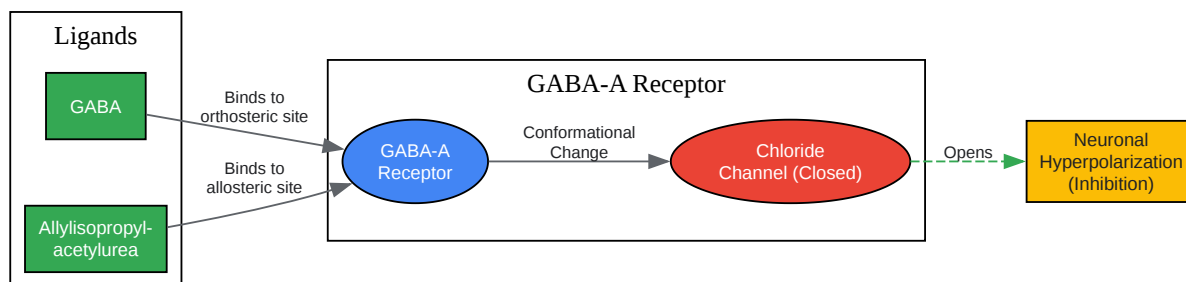 Ligands
GABA
Allylisopropyl-
acetylurea
Binds to
orthosteric site
Binds to
allosteric site
GABA-A Receptor
GABA-A
Receptor
Conformational
Change
Chloride
Channel (Closed)
Opens
Neuronal
Hyperpolarization
(Inhibition)